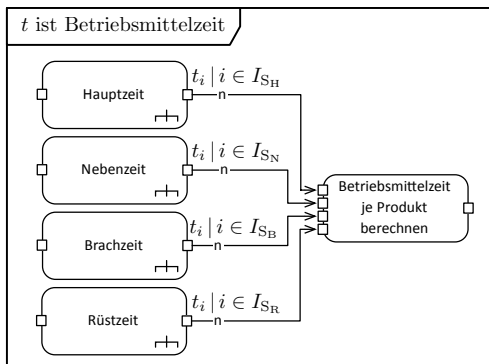 t ist Betriebsmittelzeit
Hauptzeit
t_i | i ∈ I_{S_H}
n
Nebenzeit
t_i | i ∈ I_{S_N}
n
Betriebsmittelzeit
je Produkt
berechnen
Brachzeit
t_i | i ∈ I_{S_B}
n
Rüstzeit
t_i | i ∈ I_{S_R}
n